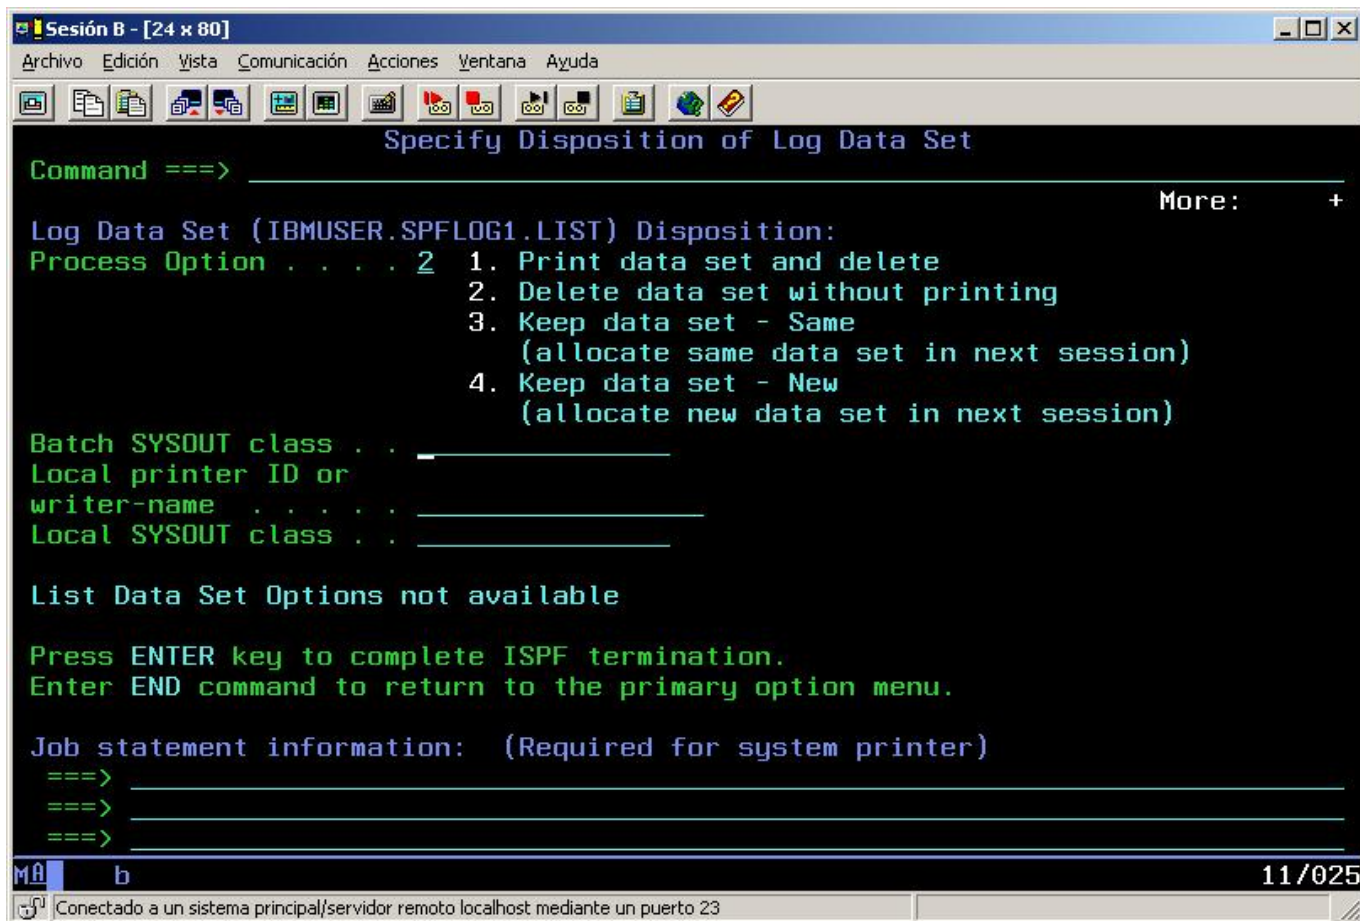 Sesión B - [24 x 80]
Archivo Edición Vista Comunicación Acciones Ventana Ayuda
Specify Disposition of Log Data Set
Command ===>
More: +
Log Data Set (IBMUSER.SPFLOG1.LIST) Disposition:
Process Option . . . . 2 1. Print data set and delete
2. Delete data set without printing
3. Keep data set - Same
(allocate same data set in next session)
4. Keep data set - New
(allocate new data set in next session)
Batch SYSOUT class . .
Local printer ID or
writer-name . . . . .
Local SYSOUT class . .
List Data Set Options not available
Press ENTER key to complete ISPF termination.
Enter END command to return to the primary option menu.
Job statement information: (Required for system printer)
===>
===>
===>
MA b 11/025
Conectado a un sistema principal/servidor remoto localhost mediante un puerto 23